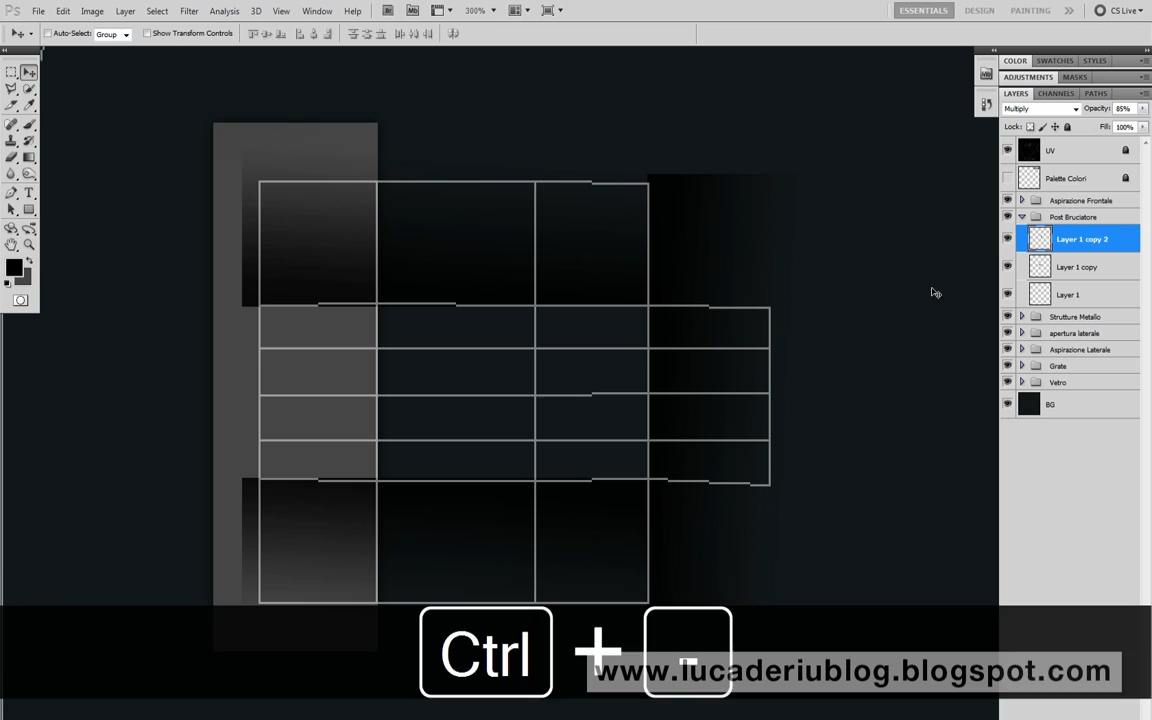 Ps File Edit Image Layer Select Filter Analysis 3D View Window Help Br Mb 300% ESSENTIALS DESIGN PAINTING >> CS Live
Auto-Select: Group Show Transform Controls
COLOR SWATCHES STYLES
ADJUSTMENTS MASKS
LAYERS CHANNELS PATHS
Multiply Opacity: 85%
Lock: Fill: 100%
UV
Palette Colori
Aspirazione Frontale
Post Bruciatore
Layer 1 copy 2
Layer 1 copy
Layer 1
Strutture Metallo
apertura laterale
Aspirazione Laterale
Grate
Vetro
BG
Ctrl + -
www.lucaderiublog.blogspot.com